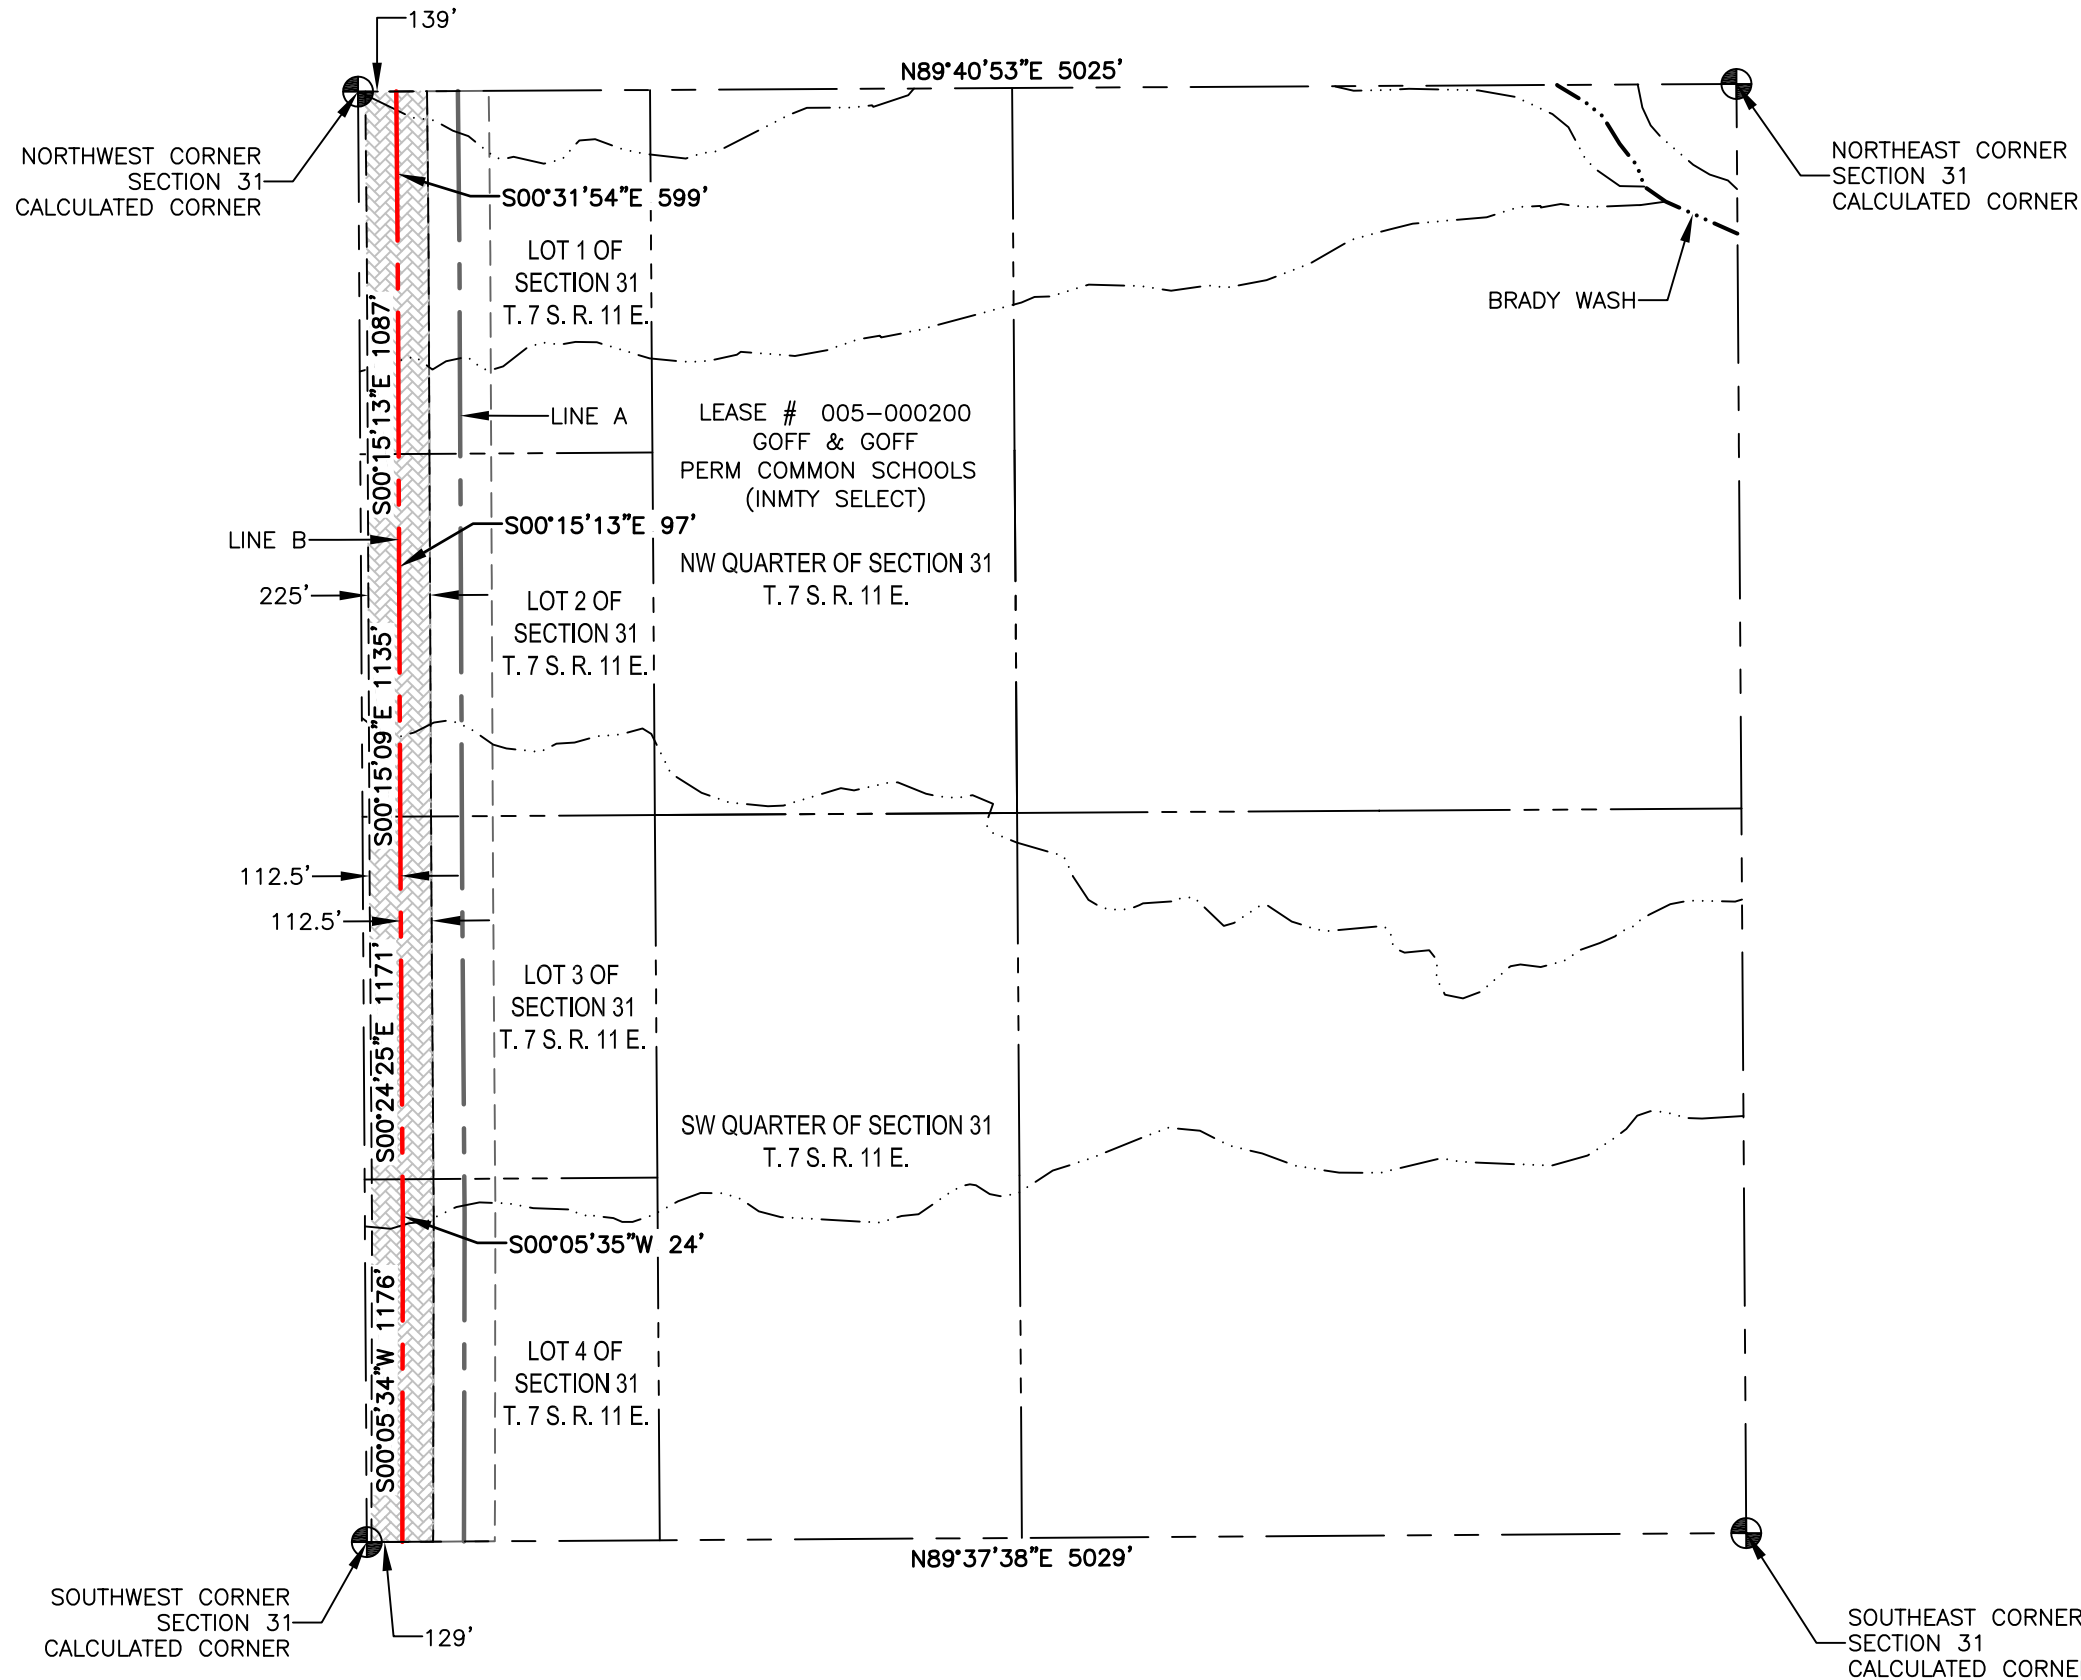 139'
N89°40'53"E 5025'
NORTHWEST CORNER
SECTION 31
CALCULATED CORNER
NORTHEAST CORNER
SECTION 31
CALCULATED CORNER
S00°31'54"E 599'
LOT 1 OF
SECTION 31
T. 7 S. R. 11 E.
BRADY WASH
S00°15'13"E 1087'
LINE A
LEASE # 005-000200
GOFF & GOFF
PERM COMMON SCHOOLS
(INMTY SELECT)
S00°15'13"E 97'
LINE B
NW QUARTER OF SECTION 31
T. 7 S. R. 11 E.
225'
LOT 2 OF
SECTION 31
T. 7 S. R. 11 E.
S00°15'09"E 1135'
112.5'
112.5'
LOT 3 OF
SECTION 31
T. 7 S. R. 11 E.
S00°24'25"E 1171'
SW QUARTER OF SECTION 31
T. 7 S. R. 11 E.
S00°05'35"W 24'
S00°05'34"W 1176'
LOT 4 OF
SECTION 31
T. 7 S. R. 11 E.
N89°37'38"E 5029'
SOUTHWEST CORNER
SECTION 31
CALCULATED CORNER
129'
SOUTHEAST CORNER
SECTION 31
CALCULATED CORNE